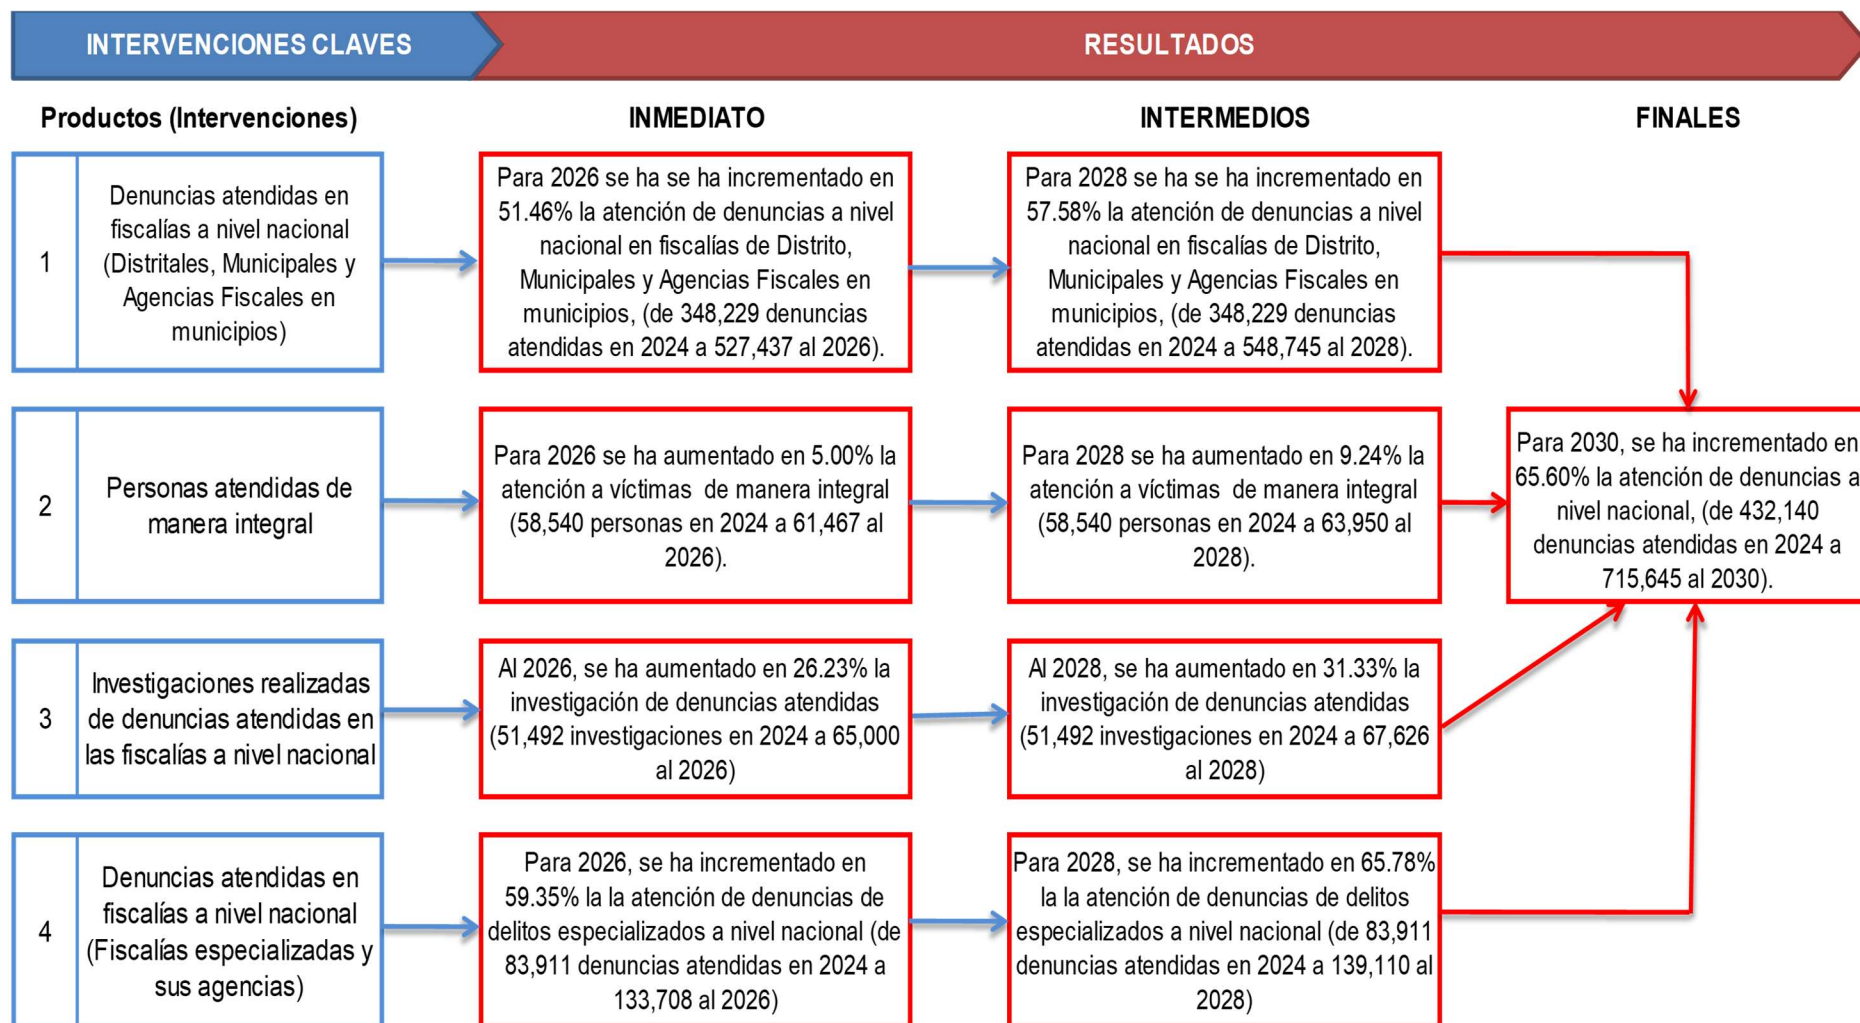 INTERVENCIONES CLAVES
RESULTADOS
Productos (Intervenciones)
INMEDIATO
INTERMEDIOS
FINALES
1
Denuncias atendidas en
fiscalías a nivel nacional
(Distritales, Municipales y
Agencias Fiscales en
municipios)
Para 2026 se ha se ha incrementado en
51.46% la atención de denuncias a nivel
nacional en fiscalías de Distrito,
Municipales y Agencias Fiscales en
municipios, (de 348,229 denuncias
atendidas en 2024 a 527,437 al 2026).
Para 2028 se ha se ha incrementado en
57.58% la atención de denuncias a nivel
nacional en fiscalías de Distrito,
Municipales y Agencias Fiscales en
municipios, (de 348,229 denuncias
atendidas en 2024 a 548,745 al 2028).
2
Personas atendidas de
manera integral
Para 2026 se ha aumentado en 5.00% la
atención a víctimas de manera integral
(58,540 personas en 2024 a 61,467 al
2026).
Para 2028 se ha aumentado en 9.24% la
atención a víctimas de manera integral
(58,540 personas en 2024 a 63,950 al
2028).
Para 2030, se ha incrementado en
65.60% la atención de denuncias a
nivel nacional, (de 432,140
denuncias atendidas en 2024 a
715,645 al 2030).
3
Investigaciones realizadas
de denuncias atendidas en
las fiscalías a nivel nacional
Al 2026, se ha aumentado en 26.23% la
investigación de denuncias atendidas
(51,492 investigaciones en 2024 a 65,000
al 2026)
Al 2028, se ha aumentado en 31.33% la
investigación de denuncias atendidas
(51,492 investigaciones en 2024 a 67,626
al 2028)
4
Denuncias atendidas en
fiscalías a nivel nacional
(Fiscalías especializadas y
sus agencias)
Para 2026, se ha incrementado en
59.35% la la atención de denuncias de
delitos especializados a nivel nacional (de
83,911 denuncias atendidas en 2024 a
133,708 al 2026)
Para 2028, se ha incrementado en 65.78%
la la atención de denuncias de delitos
especializados a nivel nacional (de 83,911
denuncias atendidas en 2024 a 139,110 al
2028)